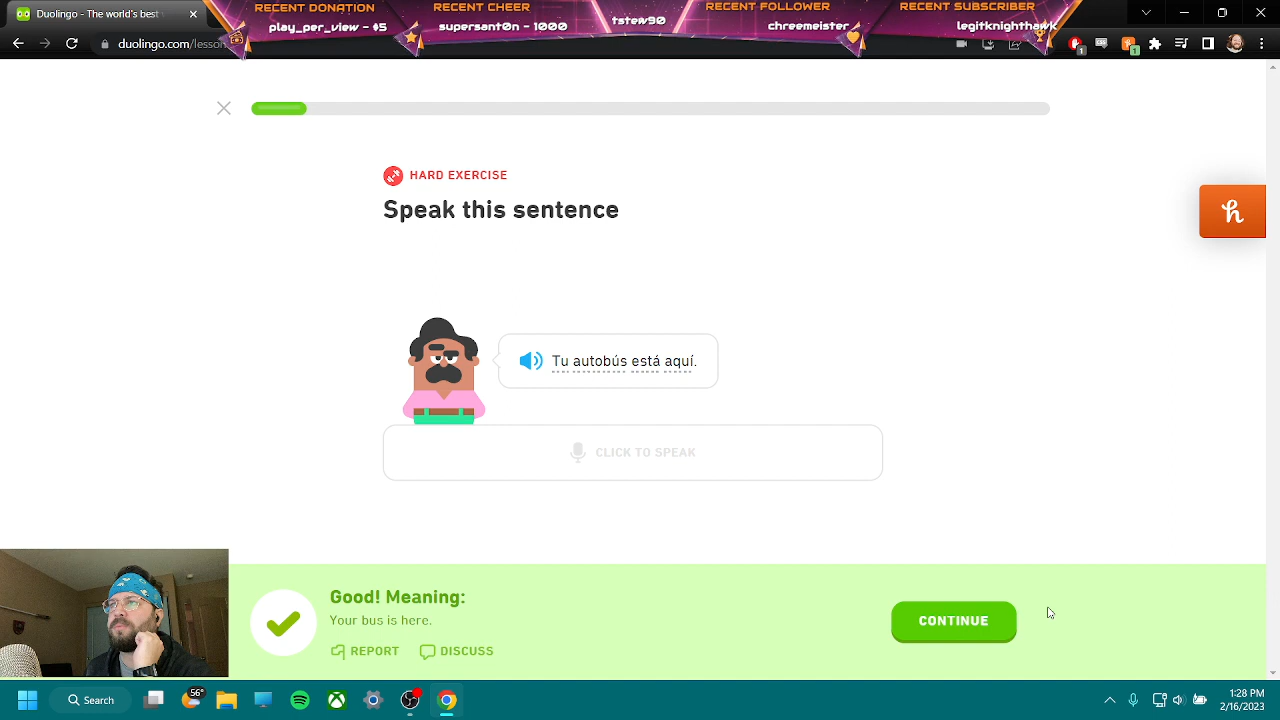 Duolingo - The world's best
RECENT DONATION
play_per_view - $5
RECENT CHEER
supersant0n - 1000
tstew90
RECENT FOLLOWER
chreemeister
RECENT SUBSCRIBER
legitknighthawk
duolingo.com/lesson
1
1
HARD EXERCISE
Speak this sentence
Tu autobús está aquí.
CLICK TO SPEAK
Good! Meaning:
Your bus is here.
REPORT
DISCUSS
CONTINUE
Search
56°
1:28 PM
2/16/2023